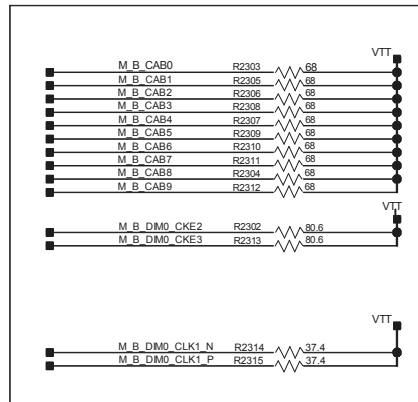 VTT
M_B_CAB0 R2303 68
M_B_CAB1 R2305 68
M_B_CAB2 R2306 68
M_B_CAB3 R2308 68
M_B_CAB4 R2307 68
M_B_CAB5 R2309 68
M_B_CAB6 R2310 68
M_B_CAB7 R2311 68
M_B_CAB8 R2304 68
M_B_CAB9 R2312 68
VTT
M_B_DIM0_CKE2 R2302 80.6
M_B_DIM0_CKE3 R2313 80.6
VTT
M_B_DIM0_CLK1_N R2314 37.4
M_B_DIM0_CLK1_P R2315 37.4